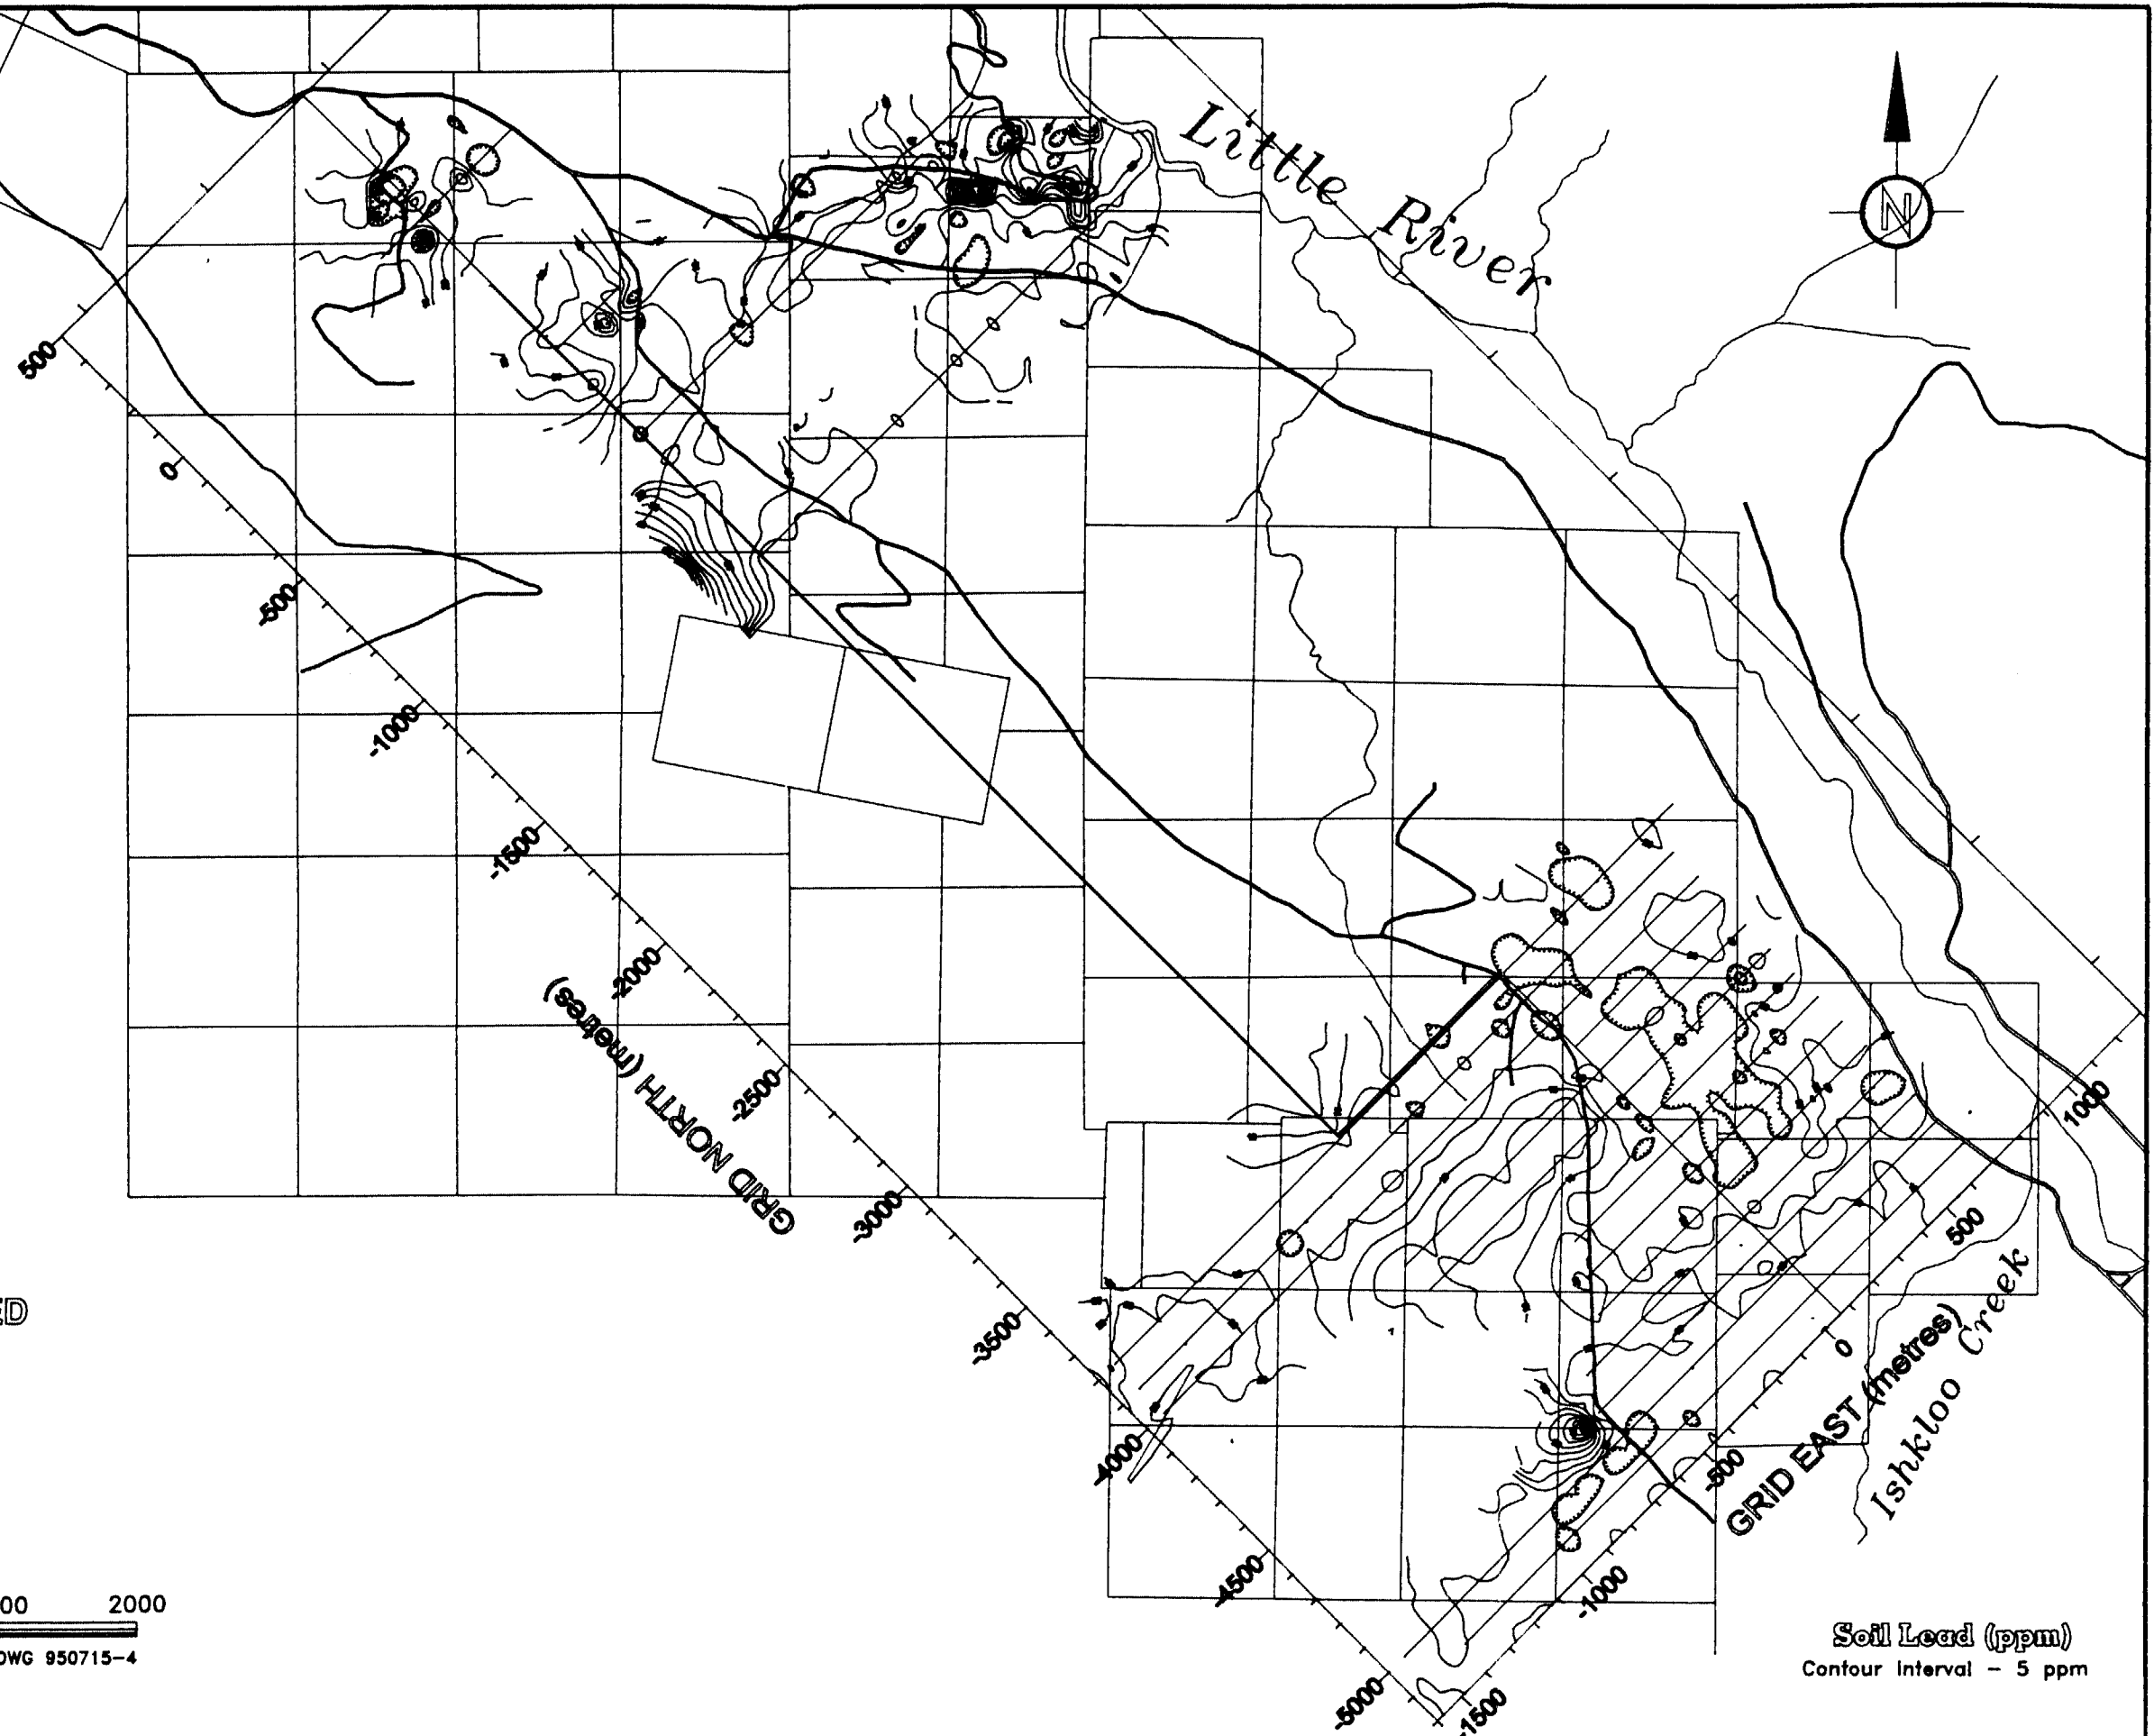 N
Little River
500
0
-500
-1000
-1500
-2000
-2500
-3000
-3500
-4000
-4500
-5000
GRID NORTH (metres)
1000
500
0
-500
-1000
-1500
GRID EAST (metres)
Ishkloo Creek
ED
00 2000
DWG 950715-4
Soil Lead (ppm)
Contour Interval - 5 ppm